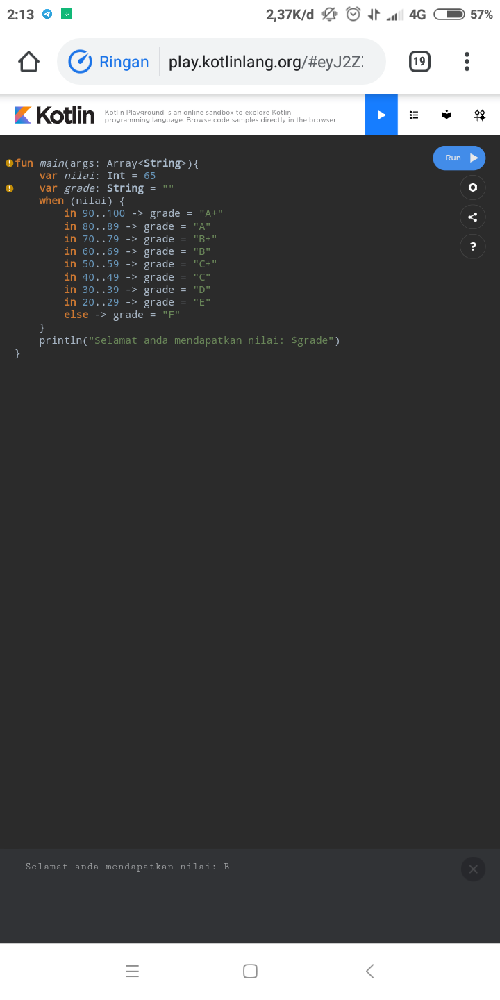 2:13 2,37K/d 4G 57%
Ringan play.kotlinlang.org/#eyJ2Z 19
Kotlin
Kotlin Playground is an online sandbox to explore Kotlin
programming language. Browse code samples directly in the browser
Run
?
fun main(args: Array<String>){
    var nilai: Int = 65
    var grade: String = ""
    when (nilai) {
        in 90..100 -> grade = "A+"
        in 80..89 -> grade = "A"
        in 70..79 -> grade = "B+"
        in 60..69 -> grade = "B"
        in 50..59 -> grade = "C+"
        in 40..49 -> grade = "C"
        in 30..39 -> grade = "D"
        in 20..29 -> grade = "E"
        else -> grade = "F"
    }
    println("Selamat anda mendapatkan nilai: $grade")
}
Selamat anda mendapatkan nilai: B